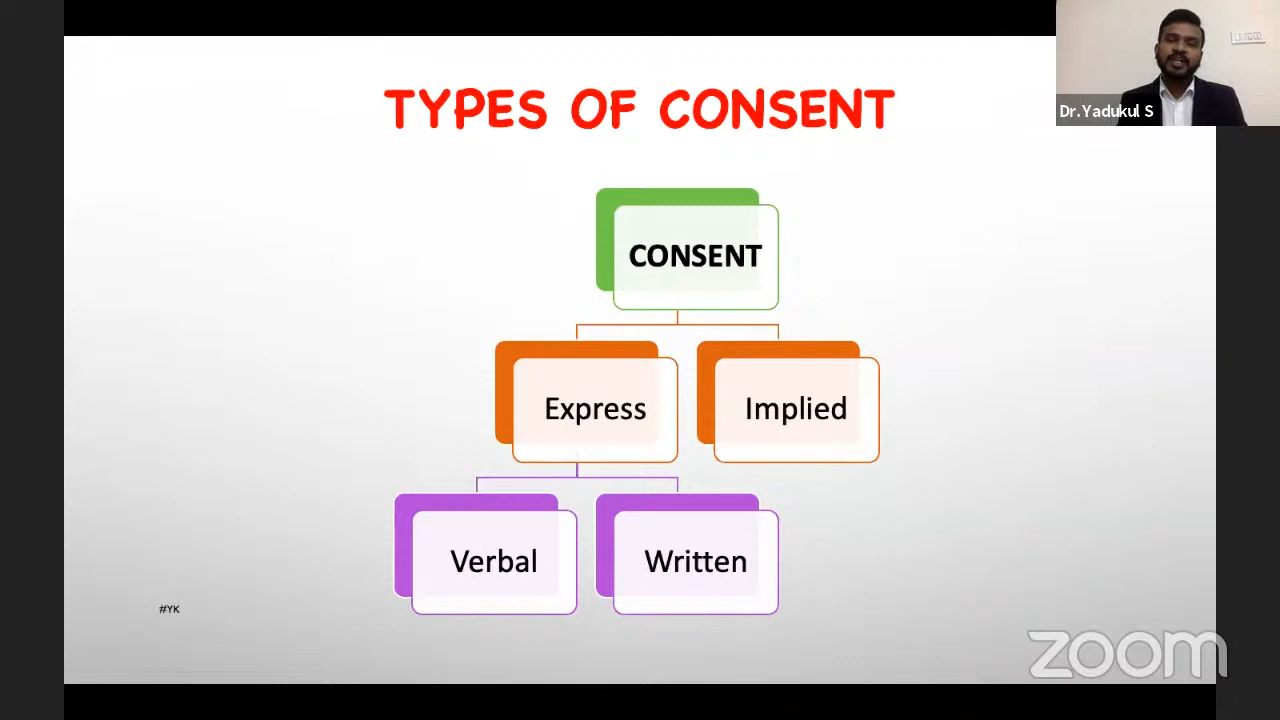 Dr.Yadukul S
TYPES OF CONSENT
CONSENT
Express
Implied
Verbal
Written
#YK
zoom